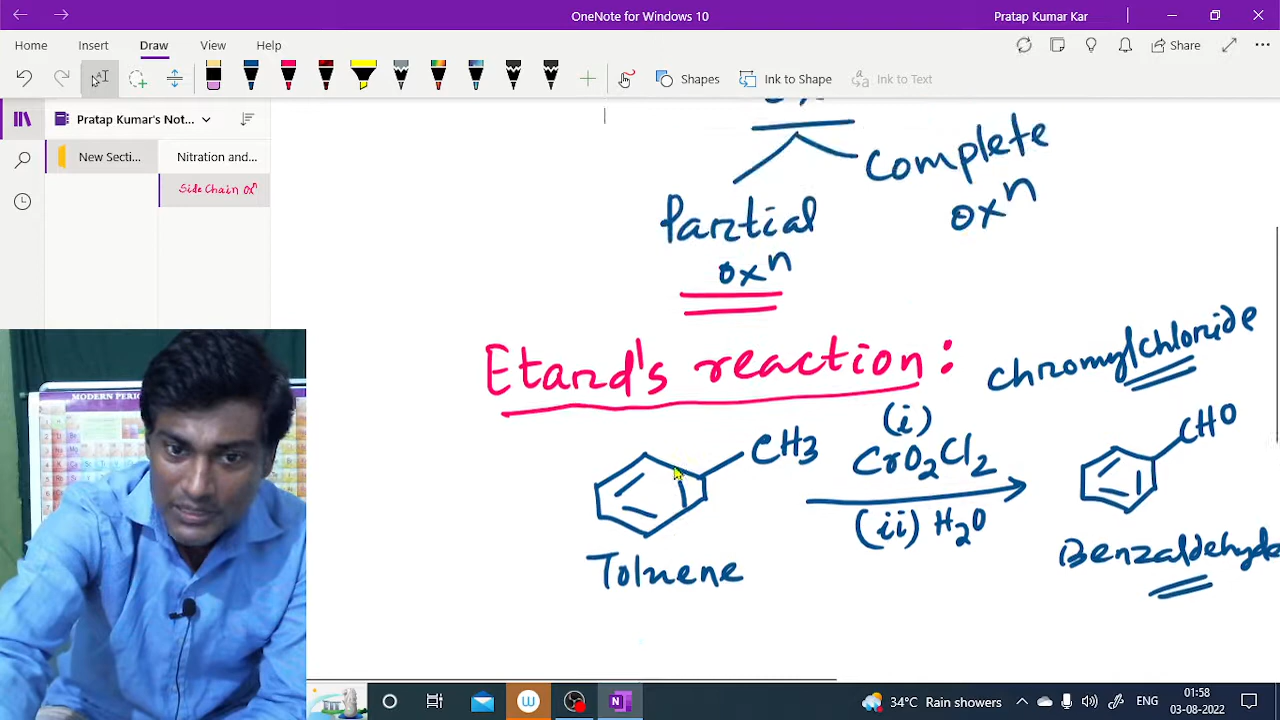 OneNote for Windows 10
Pratap Kumar Kar
Home Insert Draw View Help
Share
Shapes
Ink to Shape
Ink to Text
Pratap Kumar's Not...
New Secti...
Nitration and...
Side Chain Oxⁿ
MODERN PERIO
Complete
oxⁿ
Partial
oxⁿ
Etard's reaction:
chromylchloride
(i)
CrO₂Cl₂
CH3
CHO
(ii) H₂O
Toluene
Benzaldehyde
34°C Rain showers
ENG
01:58
03-08-2022